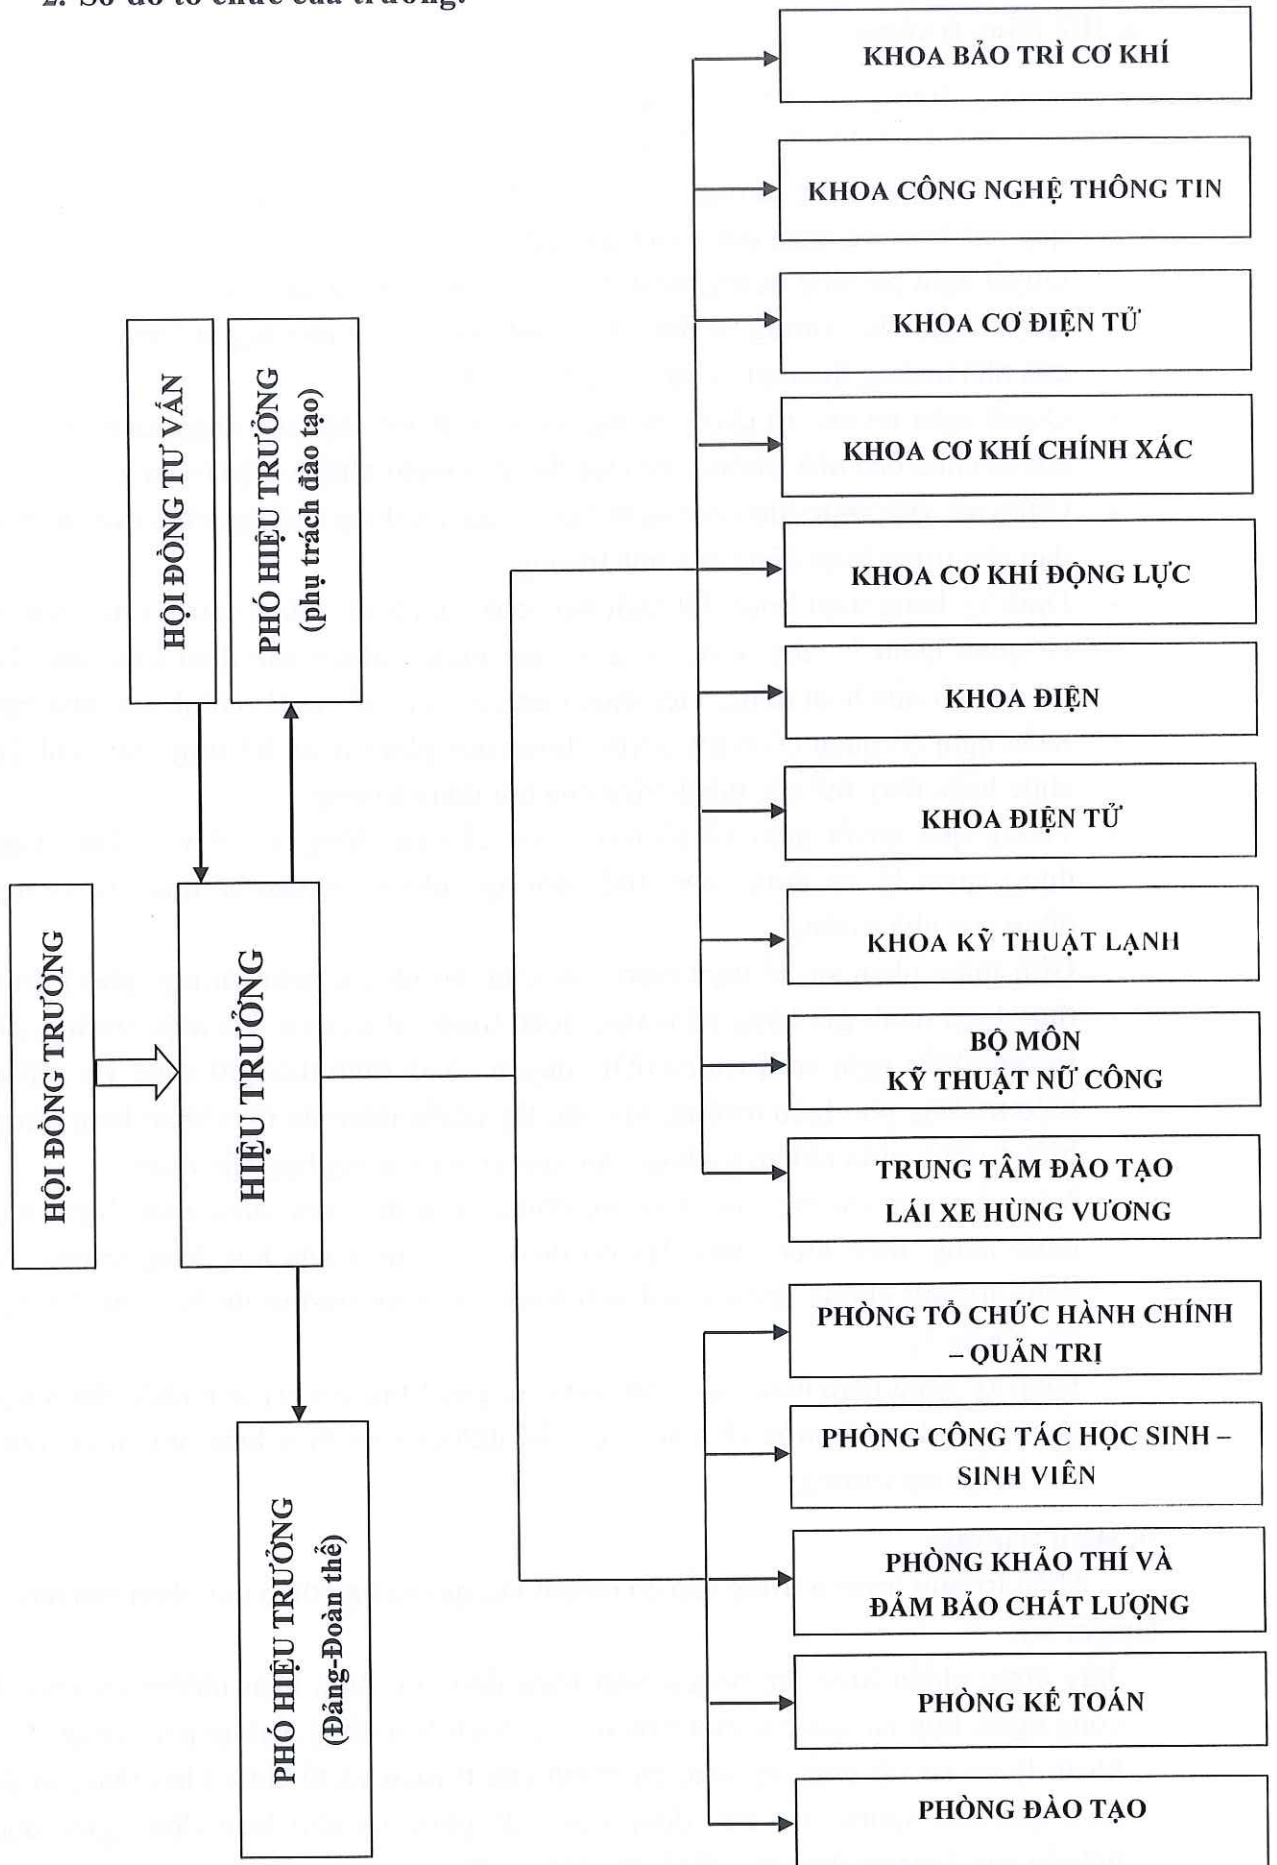 2. Sơ đồ tổ chức của trường:
HỘI ĐỒNG TRƯỜNG
HIỆU TRƯỞNG
HỘI ĐỒNG TƯ VẤN
PHÓ HIỆU TRƯỞNG
(phụ trách đào tạo)
PHÓ HIỆU TRƯỞNG
(Đảng-Đoàn thể)
KHOA BẢO TRÌ CƠ KHÍ
KHOA CÔNG NGHỆ THÔNG TIN
KHOA CƠ ĐIỆN TỬ
KHOA CƠ KHÍ CHÍNH XÁC
KHOA CƠ KHÍ ĐỘNG LỰC
KHOA ĐIỆN
KHOA ĐIỆN TỬ
KHOA KỸ THUẬT LẠNH
BỘ MÔN
KỸ THUẬT NỮ CÔNG
TRUNG TÂM ĐÀO TẠO
LÁI XE HÙNG VƯƠNG
PHÒNG TỔ CHỨC HÀNH CHÍNH
– QUẢN TRỊ
PHÒNG CÔNG TÁC HỌC SINH –
SINH VIÊN
PHÒNG KHẢO THÍ VÀ
ĐẢM BẢO CHẤT LƯỢNG
PHÒNG KẾ TOÁN
PHÒNG ĐÀO TẠO